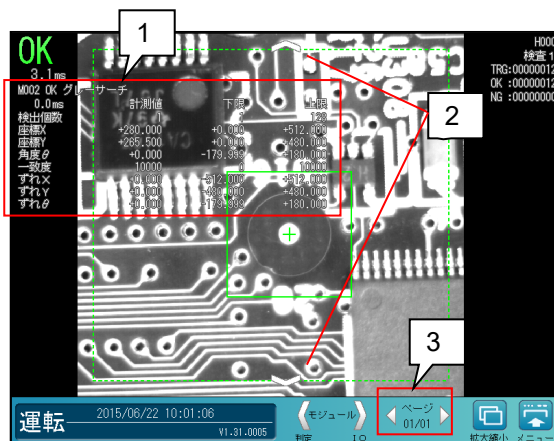 OK
3.1ms
H000
検査1
TRG:00000012
OK :00000012
NG :00000000
1
2
3
M002 OK グレーサーチ
0.0ms 計測値 下限 上限
検出個数 1 1 128
座標X +280.000 +0.000 +512.000
座標Y +265.500 +0.000 +480.000
角度θ +0.000 -179.999 +180.000
一致度 10000 0 10000
ずれX +0.000 -512.000 +512.000
ずれY +0.000 -480.000 +480.000
ずれθ +0.000 -179.999 +180.000
運転
2015/06/22 10:01:06
V1.31.0005
モジュール
判定
ページ
01/01
拡大縮小
メニュー